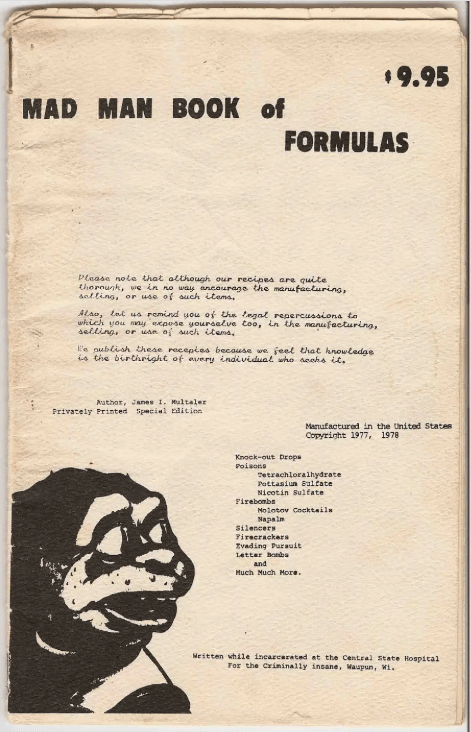 $9.95
MAD MAN BOOK of
FORMULAS
Please note that although our recipes are quite
thorough, we in no way encourage the manufacturing,
selling, or use of such items.
Also, let us remind you of the legal repercussions to
which you may expose yourselve too, in the manufacturing,
selling, or use of such items.
We publish these recepies because we feel that knowledge
is the birthright of every individual who seeks it.
Author, James I. Multaler
Privately Printed Special Edition
Manufactured in the United States
Copyright 1977, 1978
Knock-out Drops
Poisons
Tetrachloralhydrate
Pottasium Sulfate
Nicotin Sulfate
Firebombs
Molotov Cocktails
Napalm
Silencers
Firecrackers
Evading Pursuit
Letter Bombs
and
Much Much More.
Written while incarcerated at the Central State Hospital
For the Criminally insane, Waupun, Wi.